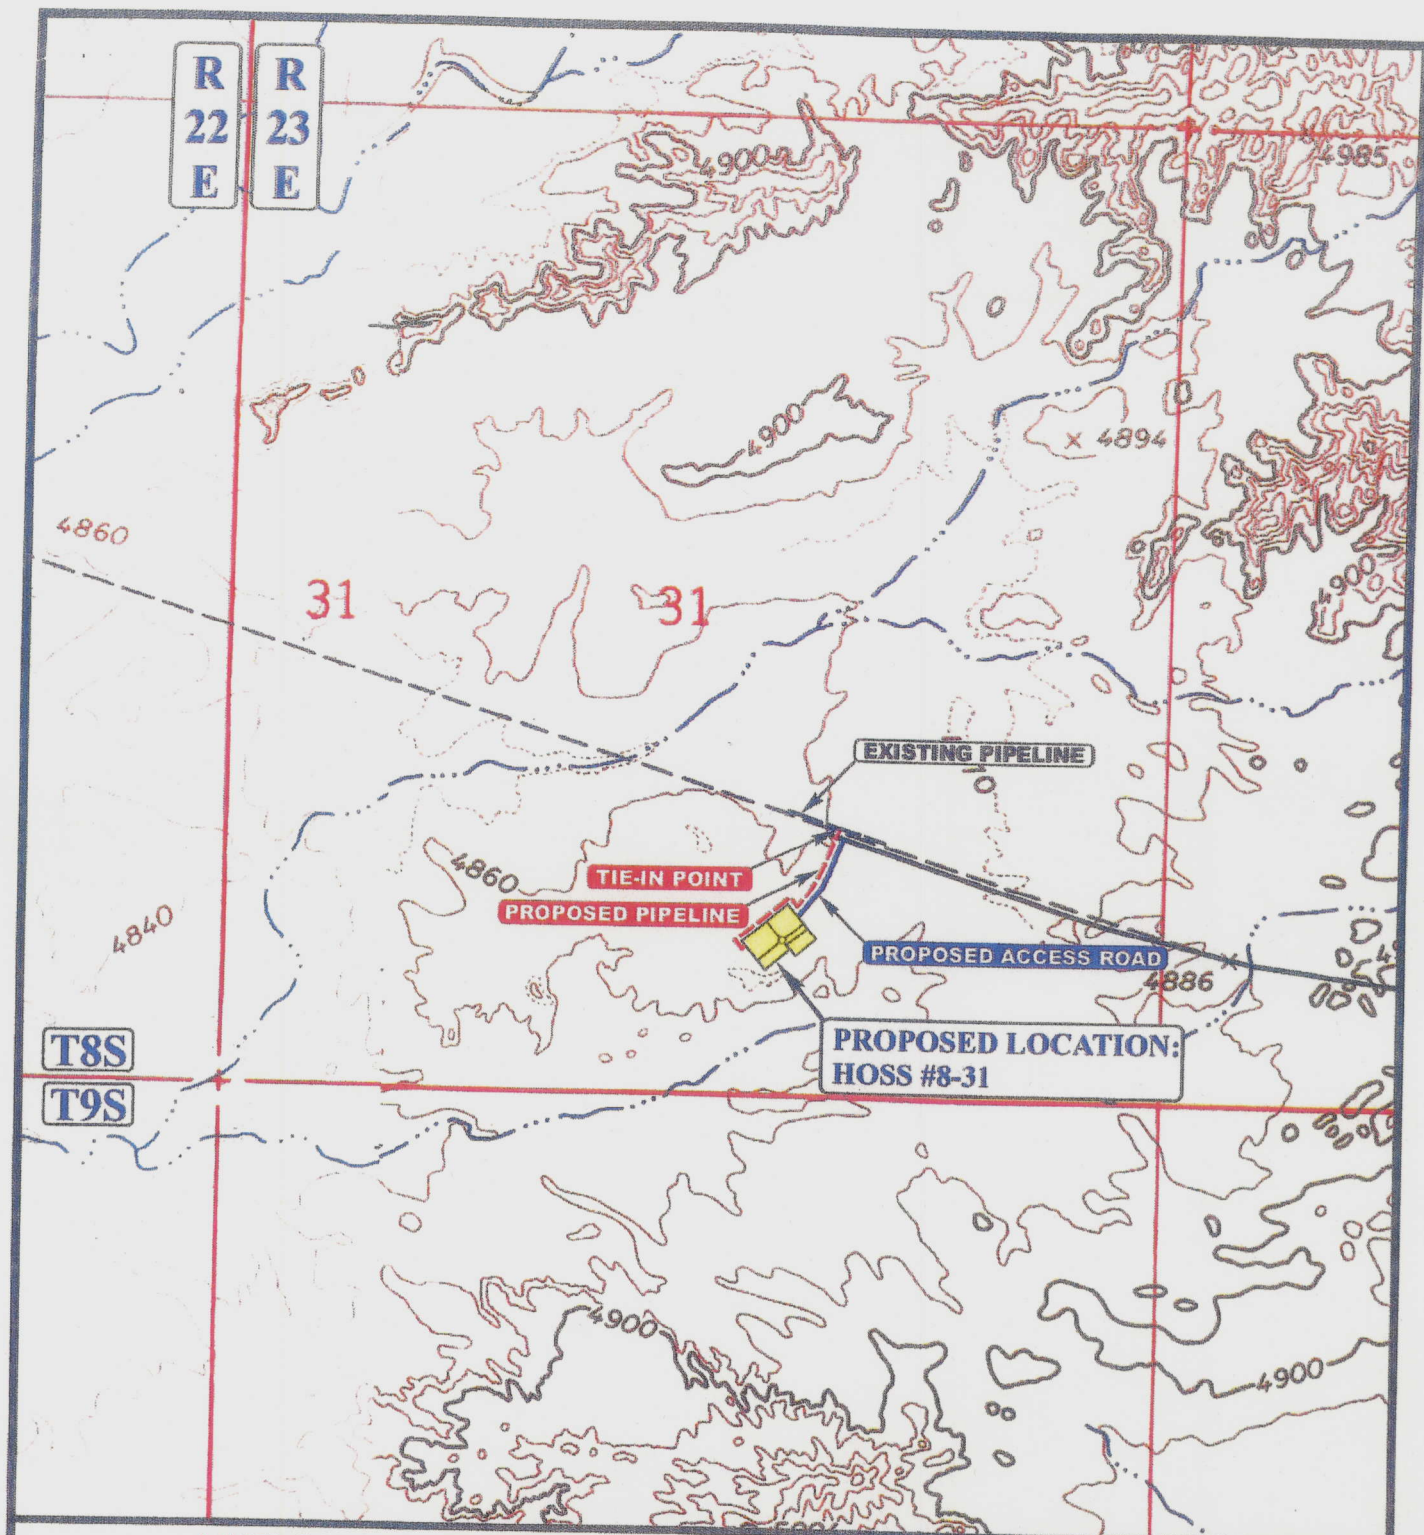 R
22
E
R
23
E
4900
4985
4900
4894
4860
31
31
4900
EXISTING PIPELINE
TIE-IN POINT
4860
PROPOSED PIPELINE
4840
PROPOSED ACCESS ROAD
4886
T8S
PROPOSED LOCATION:
HOSS #8-31
T9S
4900
4900